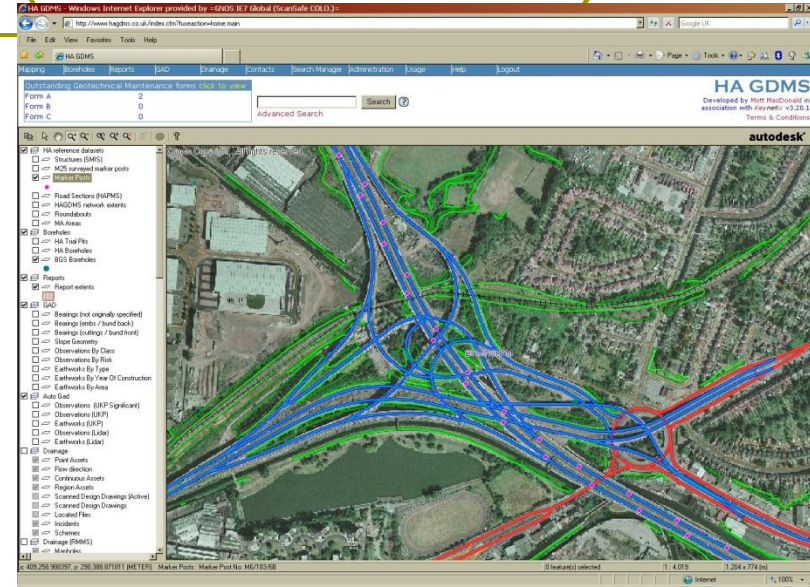 HA GDMS - Windows Internet Explorer provided by =GNOS IE7 Global (ScanSafe COLO.)=
http://www.hagdms.co.uk/index.cfm?fuseaction=home.main
Google UK
File Edit View Favorites Tools Help
HA GDMS
Page Tools
Mapping Boreholes Reports GAD Drainage Contacts Search Manager Administration Usage Help Logout
Outstanding Geotechnical Maintenance forms click to view
Form A 2
Form B 0
Form C 0
Search
Advanced Search
HA GDMS
Developed by Mott MacDonald in
association with Keynetix v3.20.1
Terms & Conditions
autodesk
HA reference datasets
Structures (SMIS)
M25 surveyed marker posts
Marker Posts
Road Sections (HAPMS)
HAGDMS network extents
Roundabouts
MA Areas
Boreholes
HA Trial Pits
HA Boreholes
BGS Boreholes
Reports
Report extents
GAD
Bearings (not originally specified)
Bearings (embs / bund back)
Bearings (cuttings / bund front)
Slope Geometry
Observations By Class
Observations By Risk
Earthworks By Type
Earthworks By Year Of Construction
Earthworks By Area
Auto Gad
Observations (UKP Significant)
Observations (UKP)
Earthworks (UKP)
Observations (Lidar)
Earthworks (Lidar)
Drainage
Point Assets
Flow direction
Continuous Assets
Region Assets
Scanned Design Drawings (Active)
Scanned Design Drawings
Located Files
Incidents
Schemes
Drainage (RMMS)
Manholes
Crown Copyright. All rights reserved
x: 409,258.998397, y: 290,388.871811 (METER) Marker Posts : Marker Post No. M6/183/6B
0 feature(s) selected
1 : 4,019
1,204 x 774 (m)
Internet
100%